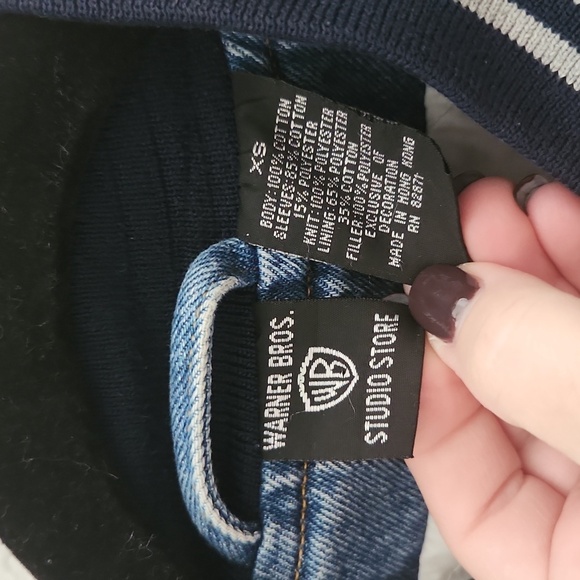 XS
BODY:100% COTTON
SLEEVES:85% COTTON
15% POLYESTER
KNIT:100% POLYESTER
LINING:65% POLYESTER
35% COTTON
FILLER:100% POLYESTER
EXCLUSIVE OF
DECORATION
MADE IN HONG KONG
RN 82871
WARNER BROS.
WB
STUDIO STORE